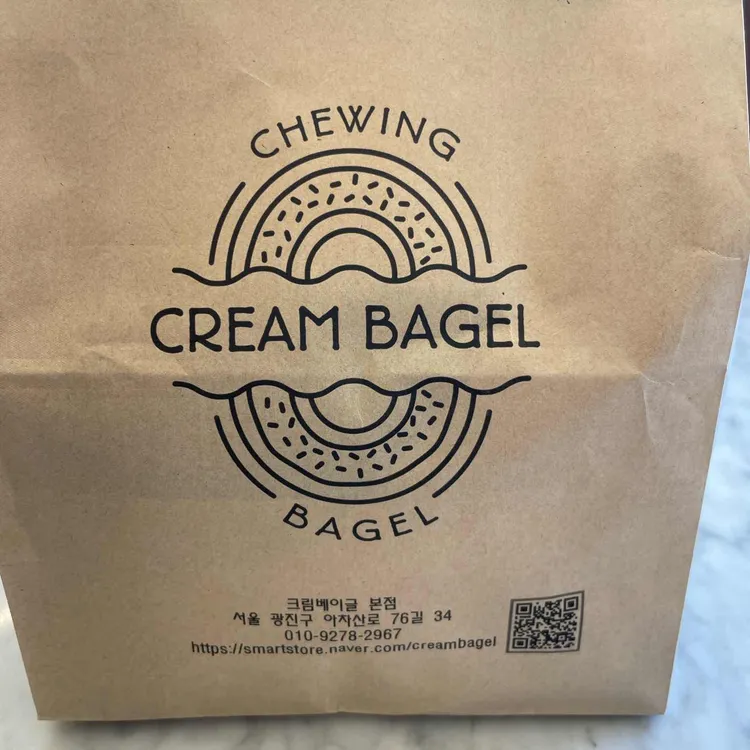 CHEWING
CREAM BAGEL
BAGEL
크림베이글 본점
서울 광진구 아차산로 76길 34
010-9278-2967
https://smartstore.naver.com/creambagel